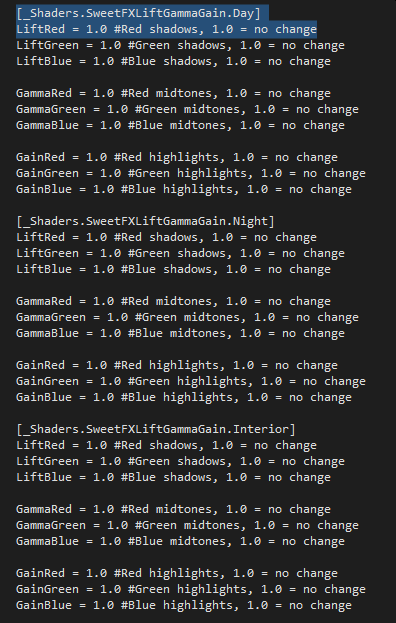 [_Shaders.SweetFXLiftGammaGain.Day]
LiftRed = 1.0 #Red shadows, 1.0 = no change
LiftGreen = 1.0 #Green shadows, 1.0 = no change
LiftBlue = 1.0 #Blue shadows, 1.0 = no change

GammaRed = 1.0 #Red midtones, 1.0 = no change
GammaGreen = 1.0 #Green midtones, 1.0 = no change
GammaBlue = 1.0 #Blue midtones, 1.0 = no change

GainRed = 1.0 #Red highlights, 1.0 = no change
GainGreen = 1.0 #Green highlights, 1.0 = no change
GainBlue = 1.0 #Blue highlights, 1.0 = no change

[_Shaders.SweetFXLiftGammaGain.Night]
LiftRed = 1.0 #Red shadows, 1.0 = no change
LiftGreen = 1.0 #Green shadows, 1.0 = no change
LiftBlue = 1.0 #Blue shadows, 1.0 = no change

GammaRed = 1.0 #Red midtones, 1.0 = no change
GammaGreen = 1.0 #Green midtones, 1.0 = no change
GammaBlue = 1.0 #Blue midtones, 1.0 = no change

GainRed = 1.0 #Red highlights, 1.0 = no change
GainGreen = 1.0 #Green highlights, 1.0 = no change
GainBlue = 1.0 #Blue highlights, 1.0 = no change

[_Shaders.SweetFXLiftGammaGain.Interior]
LiftRed = 1.0 #Red shadows, 1.0 = no change
LiftGreen = 1.0 #Green shadows, 1.0 = no change
LiftBlue = 1.0 #Blue shadows, 1.0 = no change

GammaRed = 1.0 #Red midtones, 1.0 = no change
GammaGreen = 1.0 #Green midtones, 1.0 = no change
GammaBlue = 1.0 #Blue midtones, 1.0 = no change

GainRed = 1.0 #Red highlights, 1.0 = no change
GainGreen = 1.0 #Green highlights, 1.0 = no change
GainBlue = 1.0 #Blue highlights, 1.0 = no change